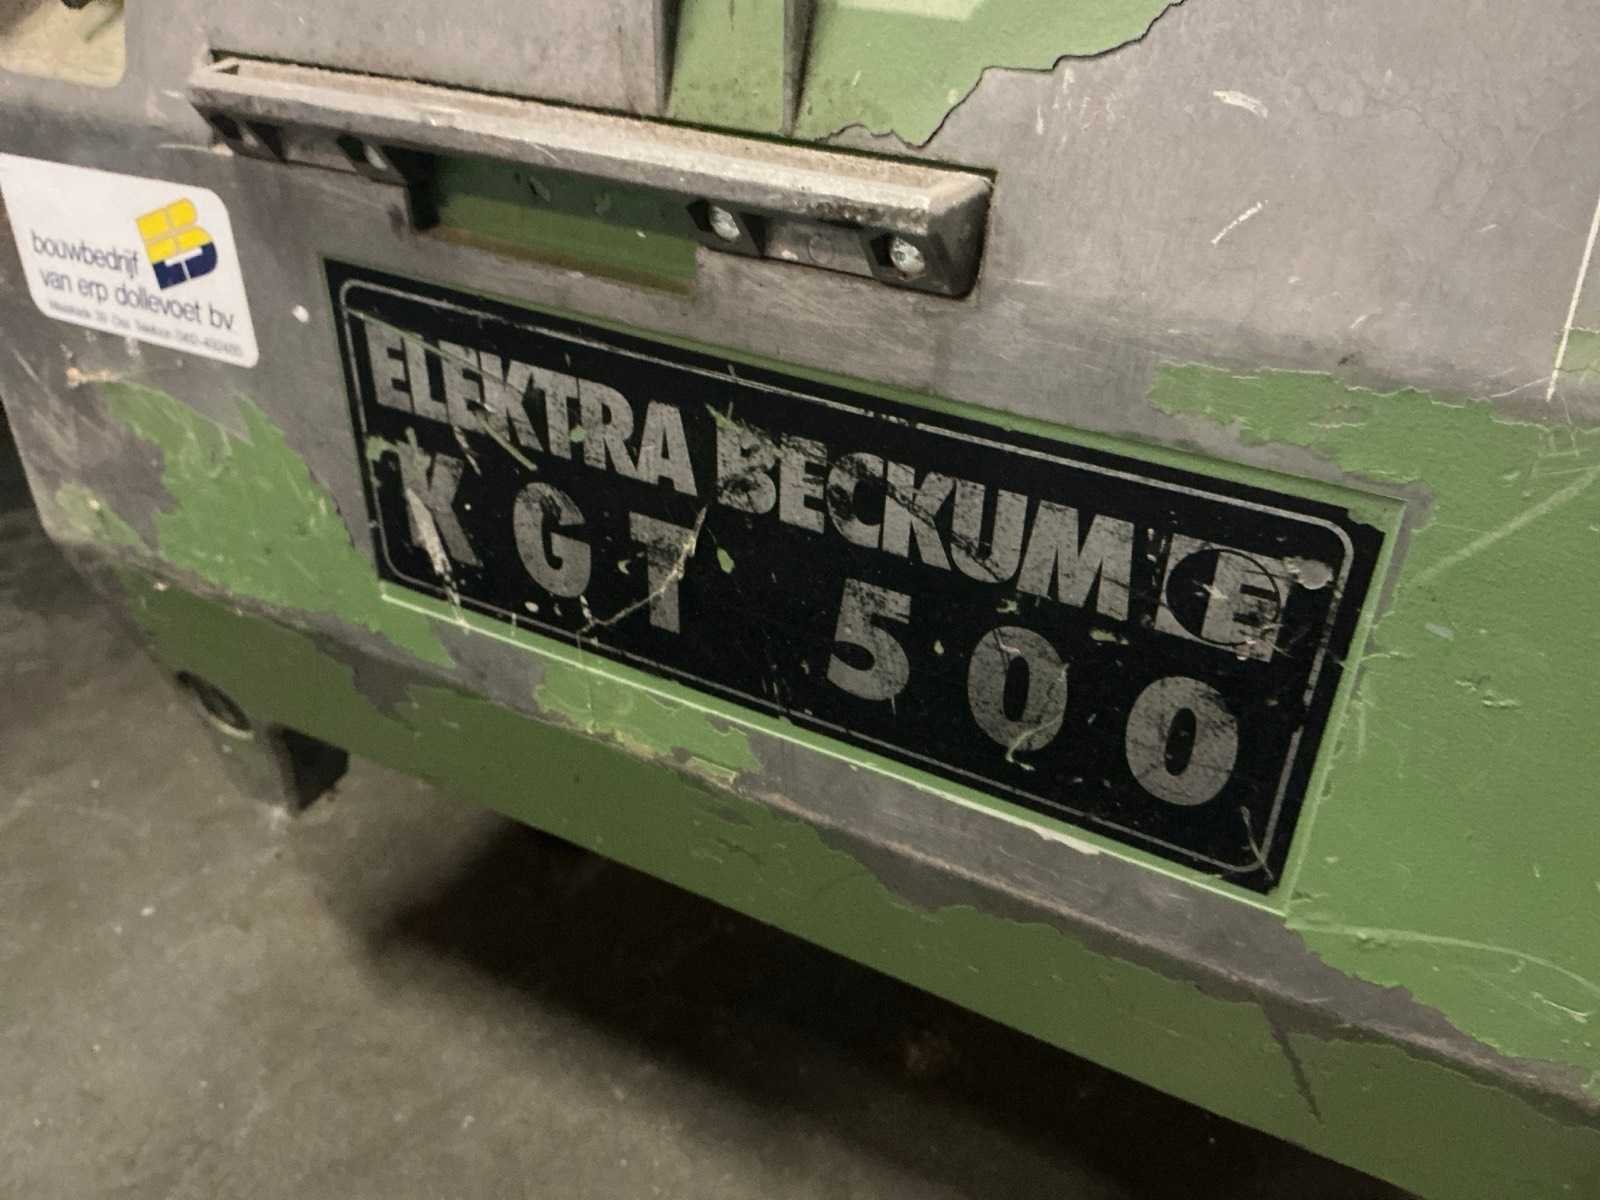 bouwbedrijf
van erp dollevoet bv
ELEKTRA BECKUM E
KGT 500